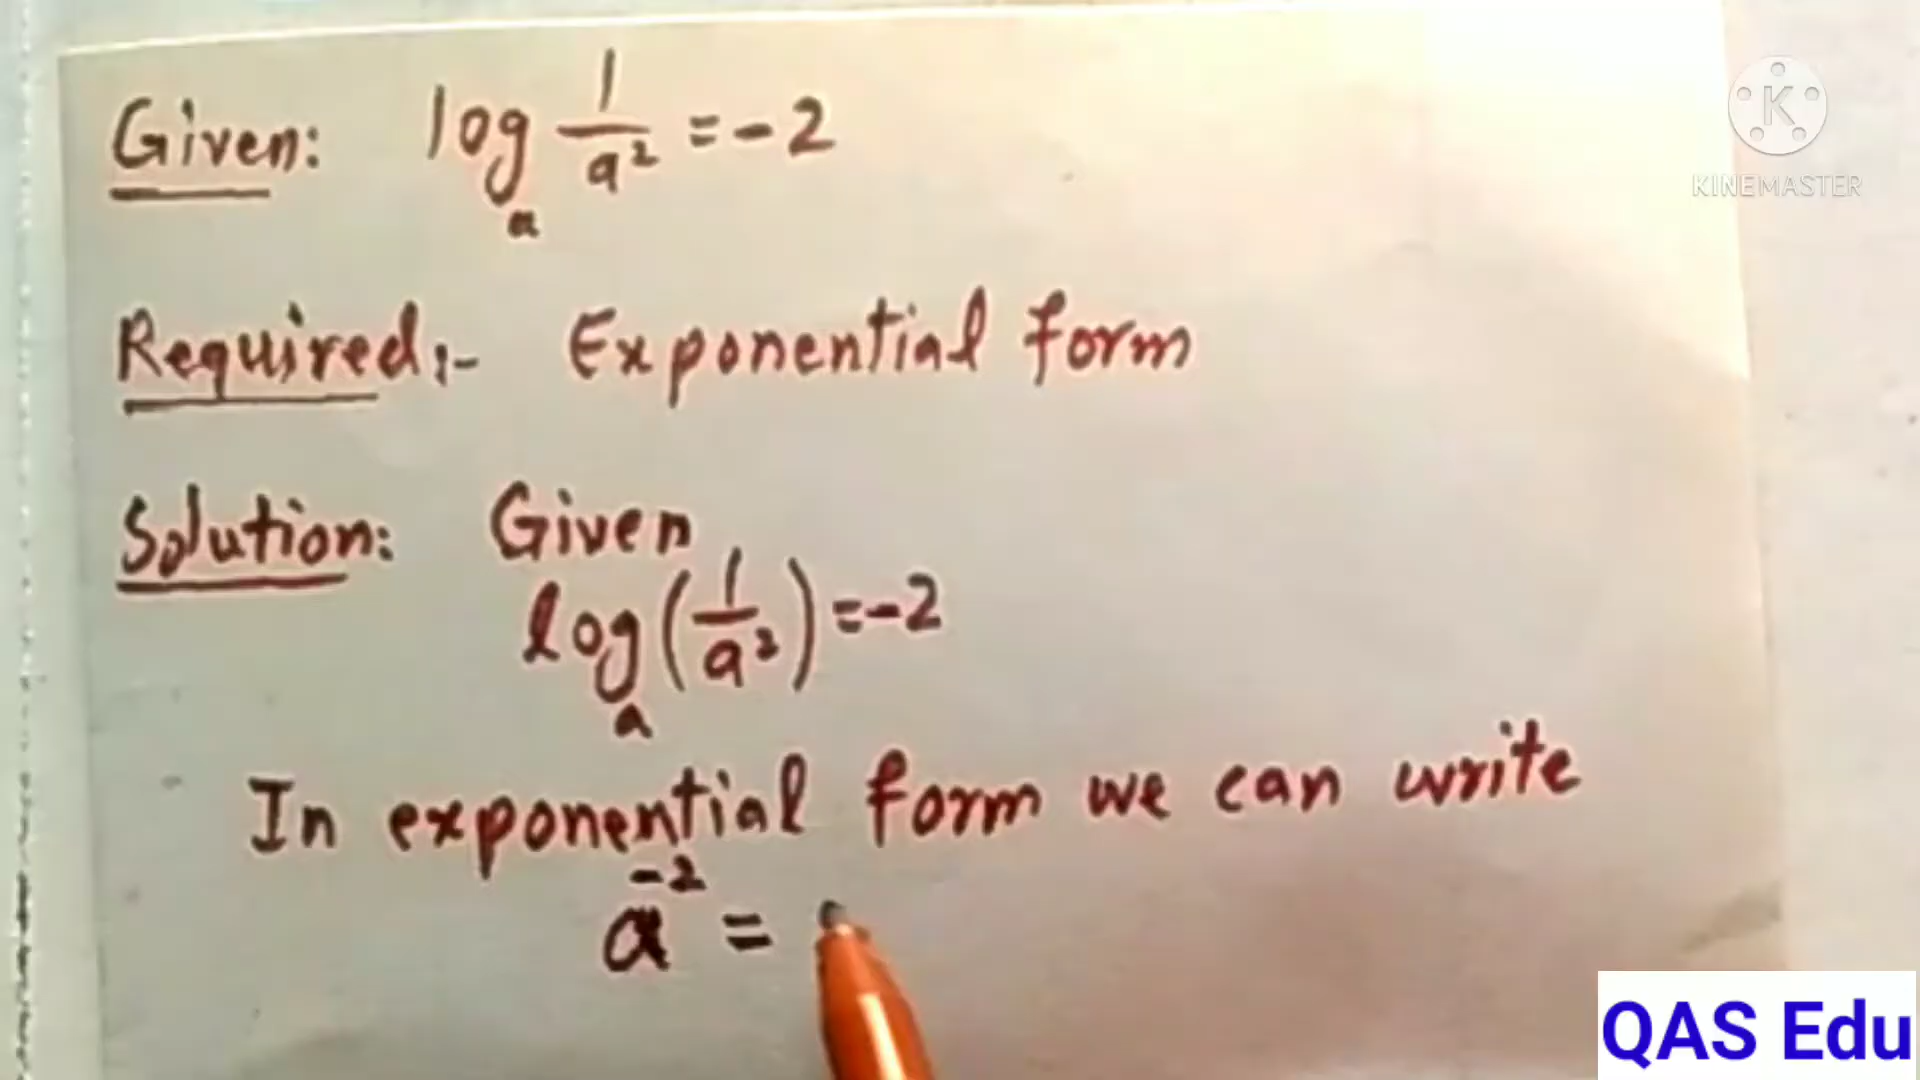 Given: log_a 1/a² = -2
KINEMASTER
Required:- Exponential form
Solution: Given
log_a (1/a²) = -2
In exponential form we can write
a⁻² =
QAS Edu